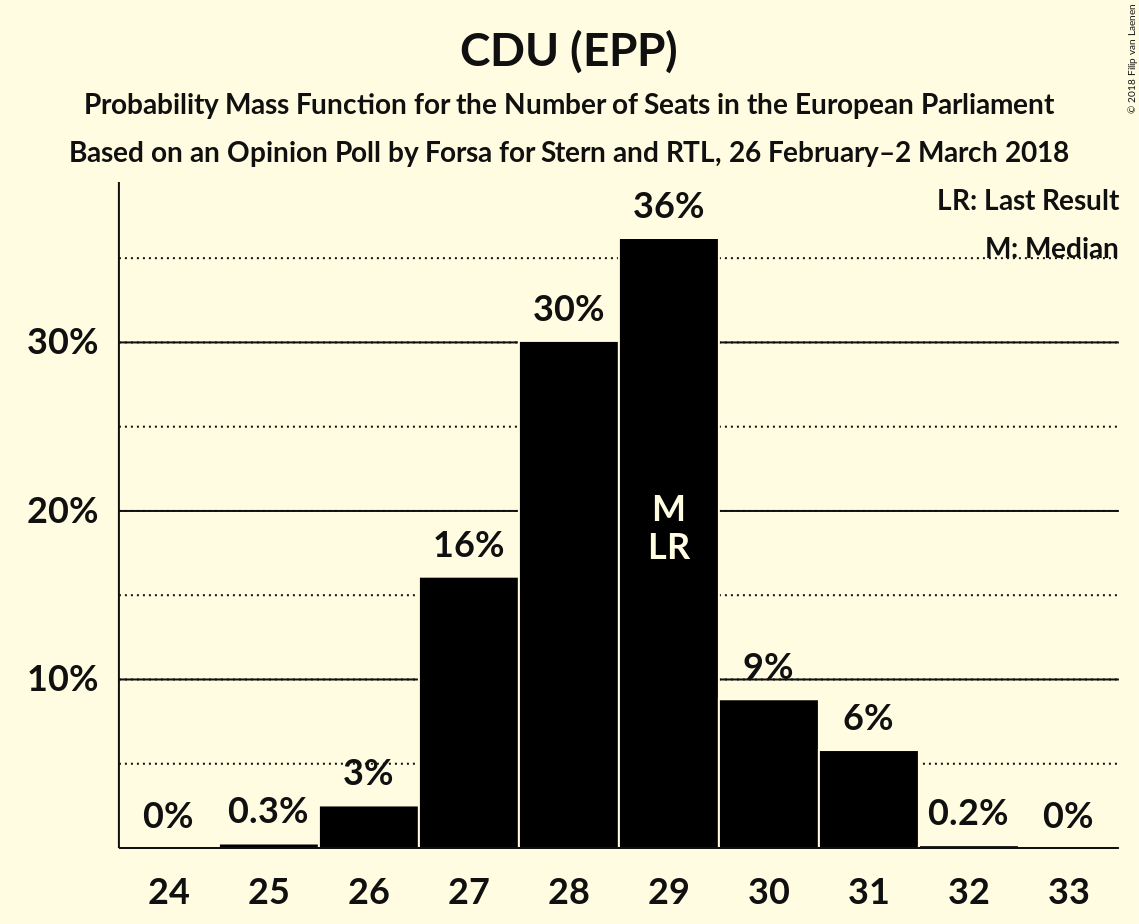 CDU (EPP)
Probability Mass Function for the Number of Seats in the European Parliament
Based on an Opinion Poll by Forsa for Stern and RTL, 26 February–2 March 2018
© 2018 Filip van Laenen
LR: Last Result
M: Median
30%
20%
10%
0%
0.3%
3%
16%
30%
36%
9%
6%
0.2%
0%
M
LR
24
25
26
27
28
29
30
31
32
33